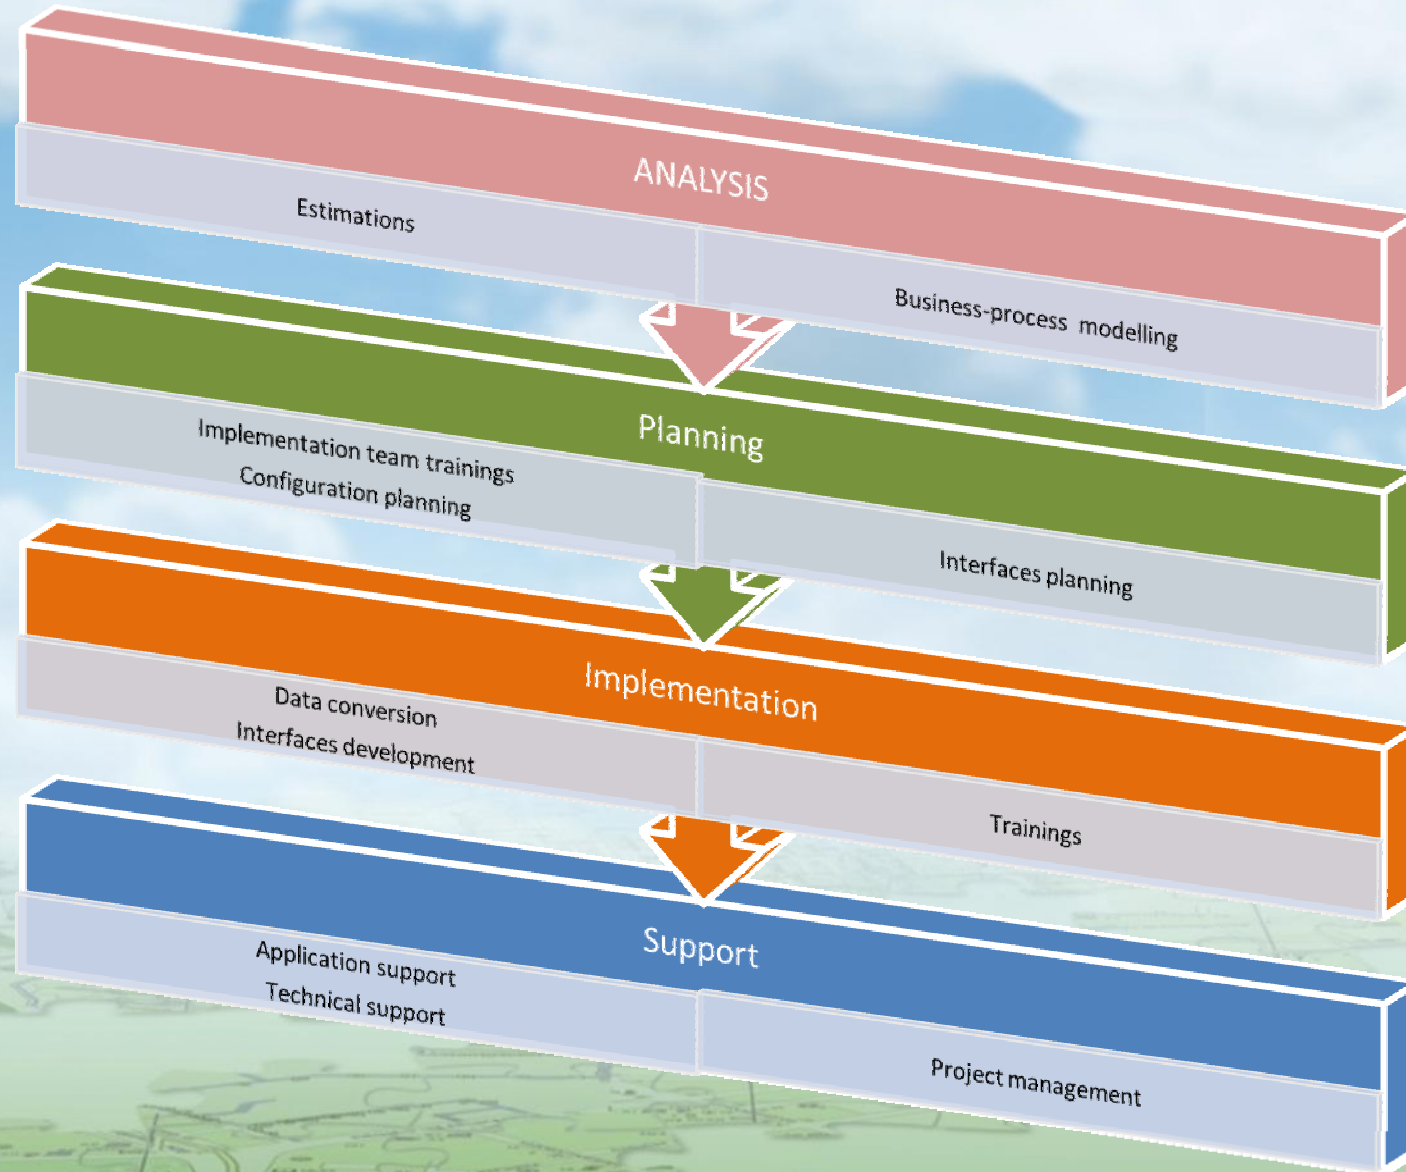 ANALYSIS
Estimations
Business-process modelling
Planning
Implementation team trainings
Configuration planning
Interfaces planning
Implementation
Data conversion
Interfaces development
Trainings
Support
Application support
Technical support
Project management